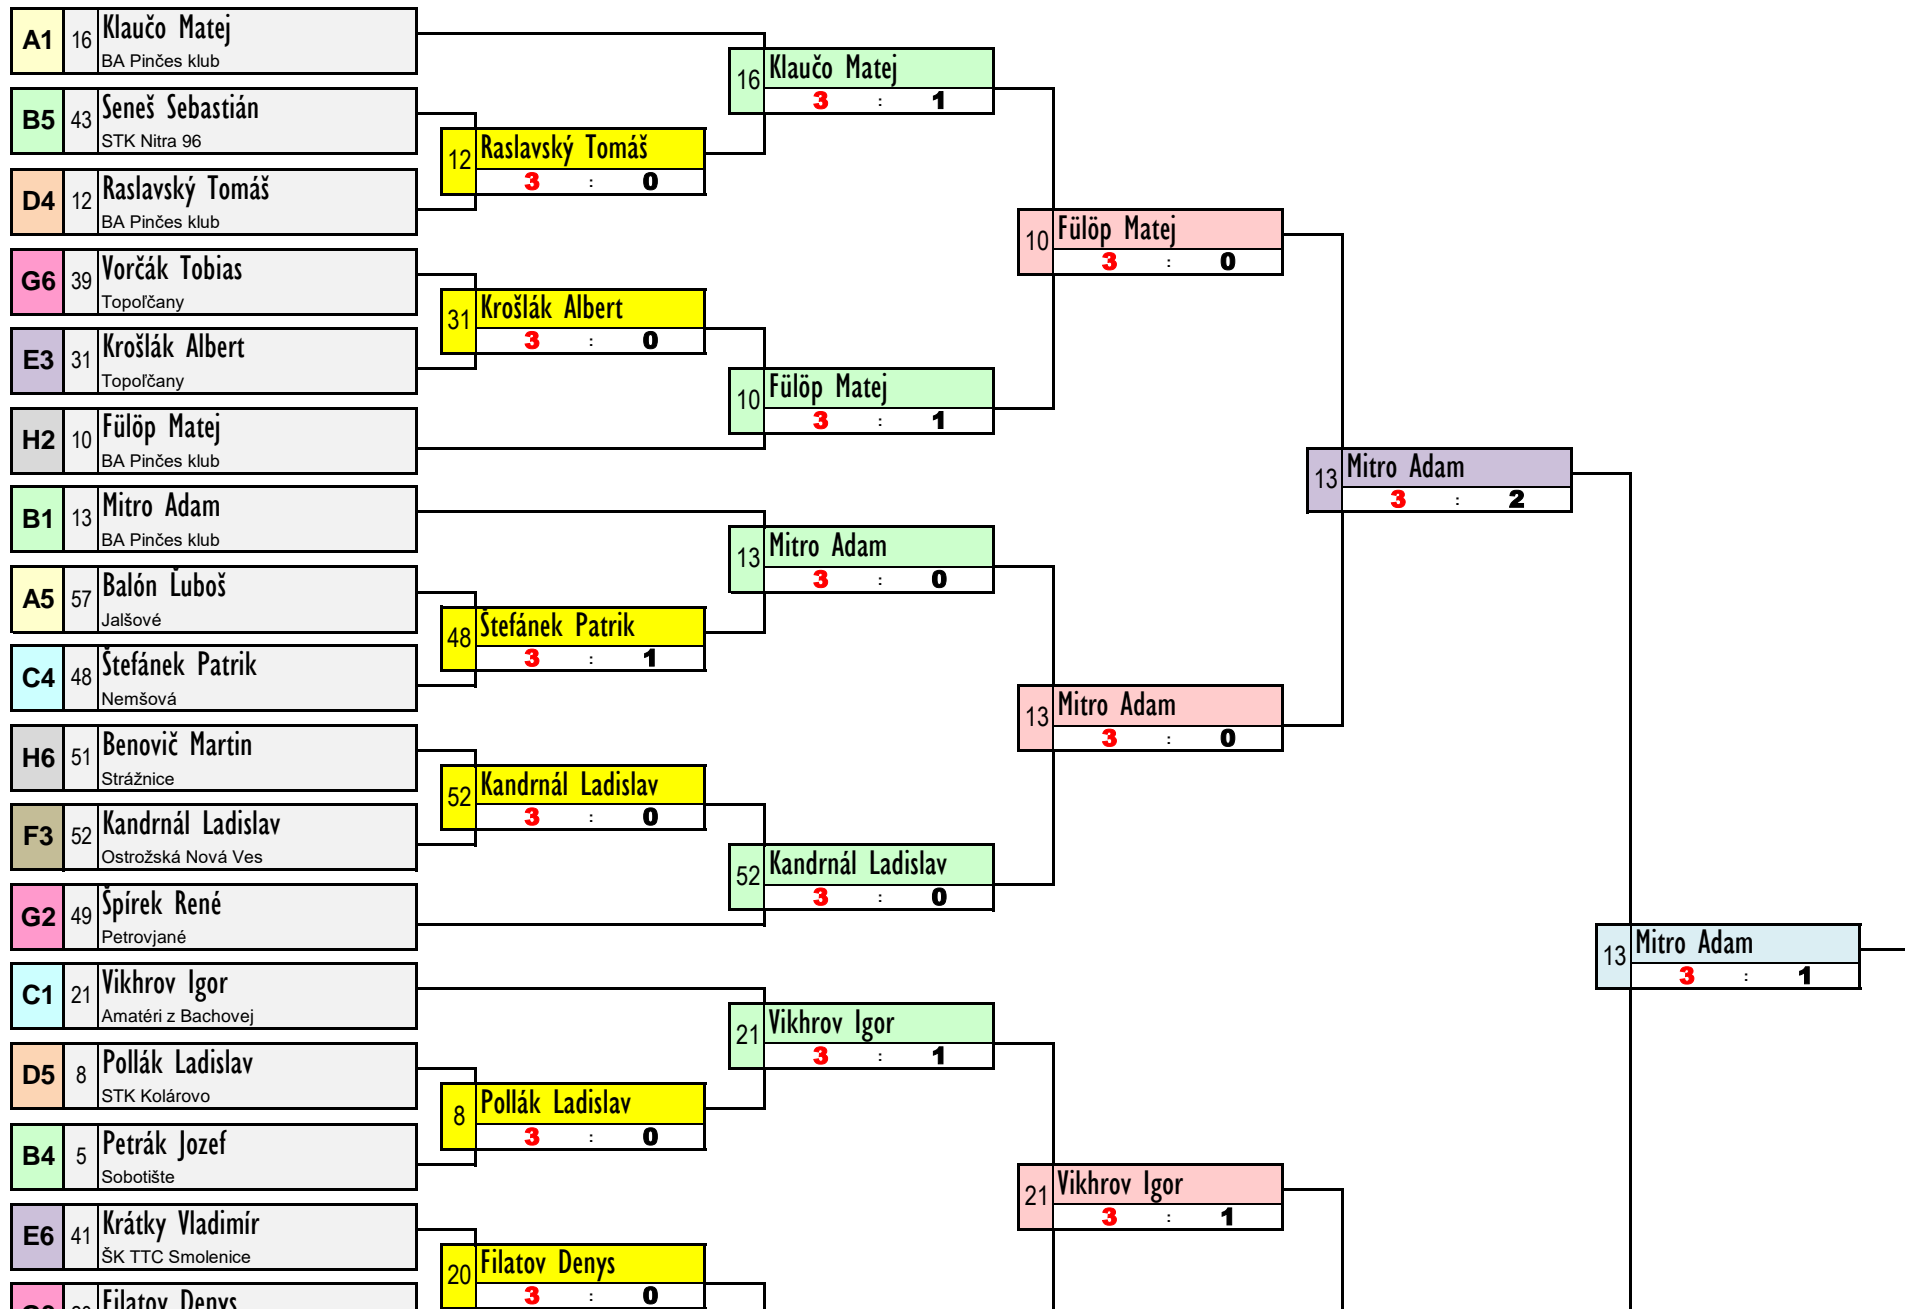 A1 16 Klaučo Matej
BA Pinčes klub
B5 43 Seneš Sebastián
STK Nitra 96
D4 12 Raslavský Tomáš
BA Pinčes klub
G6 39 Vorčák Tobias
Topoľčany
E3 31 Krošlák Albert
Topoľčany
H2 10 Fülöp Matej
BA Pinčes klub
B1 13 Mitro Adam
BA Pinčes klub
A5 57 Balón Ľuboš
Jalšové
C4 48 Štefánek Patrik
Nemšová
H6 51 Benovič Martin
Strážnice
F3 52 Kandrnál Ladislav
Ostrožská Nová Ves
G2 49 Špírek René
Petrovjané
C1 21 Vikhrov Igor
Amatéri z Bachovej
D5 8 Pollák Ladislav
STK Kolárovo
B4 5 Petrák Jozef
Sobotište
E6 41 Krátky Vladimír
ŠK TTC Smolenice
Filatov Denys
12 Raslavský Tomáš
3 : 0
31 Krošlák Albert
3 : 0
48 Štefánek Patrik
3 : 1
52 Kandrnál Ladislav
3 : 0
8 Pollák Ladislav
3 : 0
20 Filatov Denys
3 : 0
16 Klaučo Matej
3 : 1
10 Fülöp Matej
3 : 1
13 Mitro Adam
3 : 0
52 Kandrnál Ladislav
3 : 0
21 Vikhrov Igor
3 : 1
10 Fülöp Matej
3 : 0
13 Mitro Adam
3 : 0
21 Vikhrov Igor
3 : 1
13 Mitro Adam
3 : 2
13 Mitro Adam
3 : 1